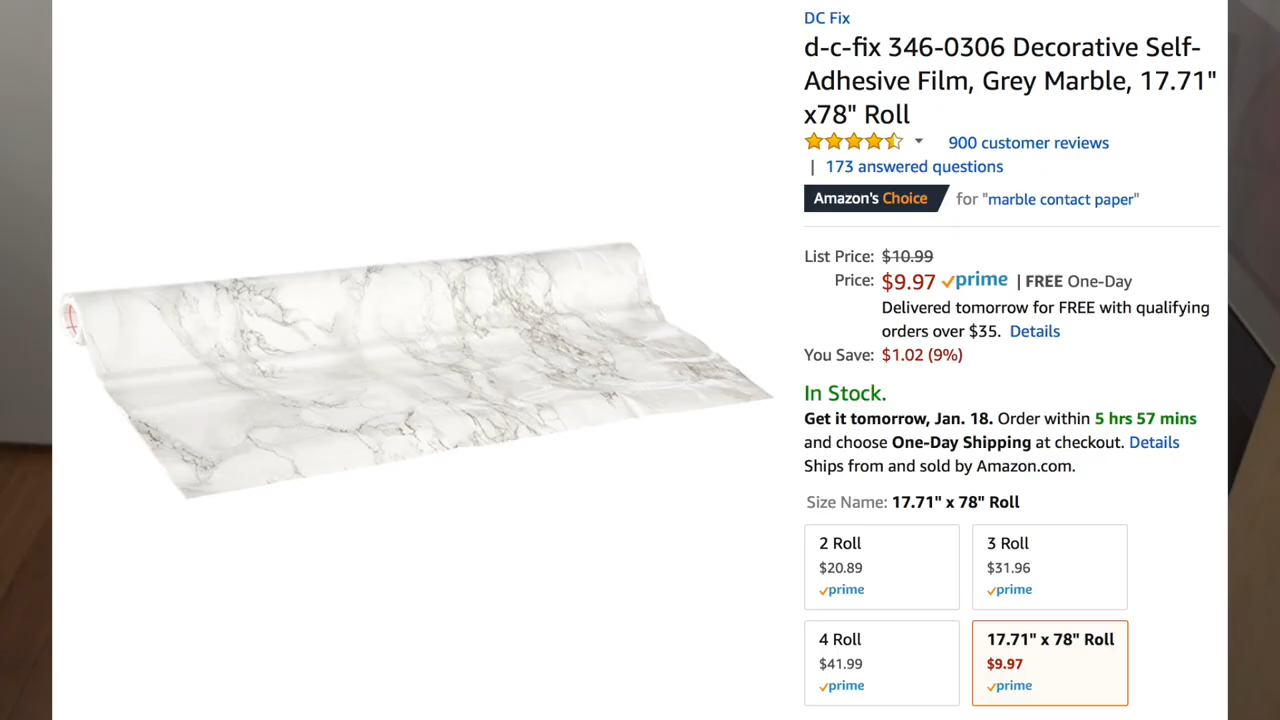 DC Fix
d-c-fix 346-0306 Decorative Self-
Adhesive Film, Grey Marble, 17.71"
x78" Roll
900 customer reviews
| 173 answered questions
Amazon's Choice for "marble contact paper"
List Price: $10.99
Price: $9.97 prime | FREE One-Day
Delivered tomorrow for FREE with qualifying
orders over $35. Details
You Save: $1.02 (9%)
In Stock.
Get it tomorrow, Jan. 18. Order within 5 hrs 57 mins
and choose One-Day Shipping at checkout. Details
Ships from and sold by Amazon.com.
Size Name: 17.71" x 78" Roll
2 Roll
$20.89
prime
3 Roll
$31.96
prime
4 Roll
$41.99
prime
17.71" x 78" Roll
$9.97
prime